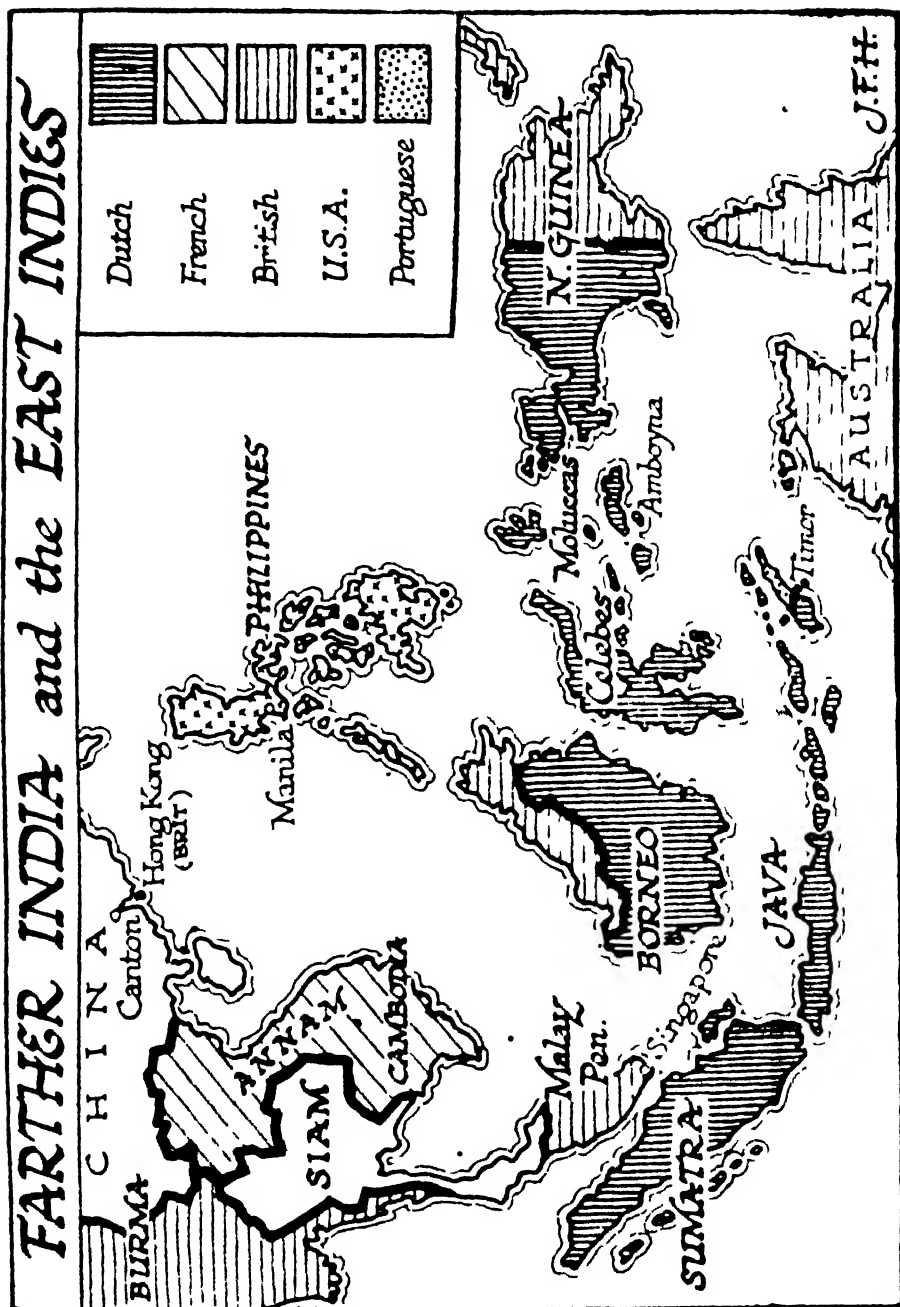 FARTHER INDIA and the EAST INDIES
Dutch
French
British
U.S.A.
Portuguese
CHINA
BURMA
Canton
Hong Kong
(BRIT)
ANNAM
SIAM
CAMBODIA
Manila
PHILIPPINES
Malay
Pen.
Singapore
SUMATRA
BORNEO
JAVA
Celebes
Moluccas
Amboyna
Timor
N. GUINEA
AUSTRALIA
J.F.H.